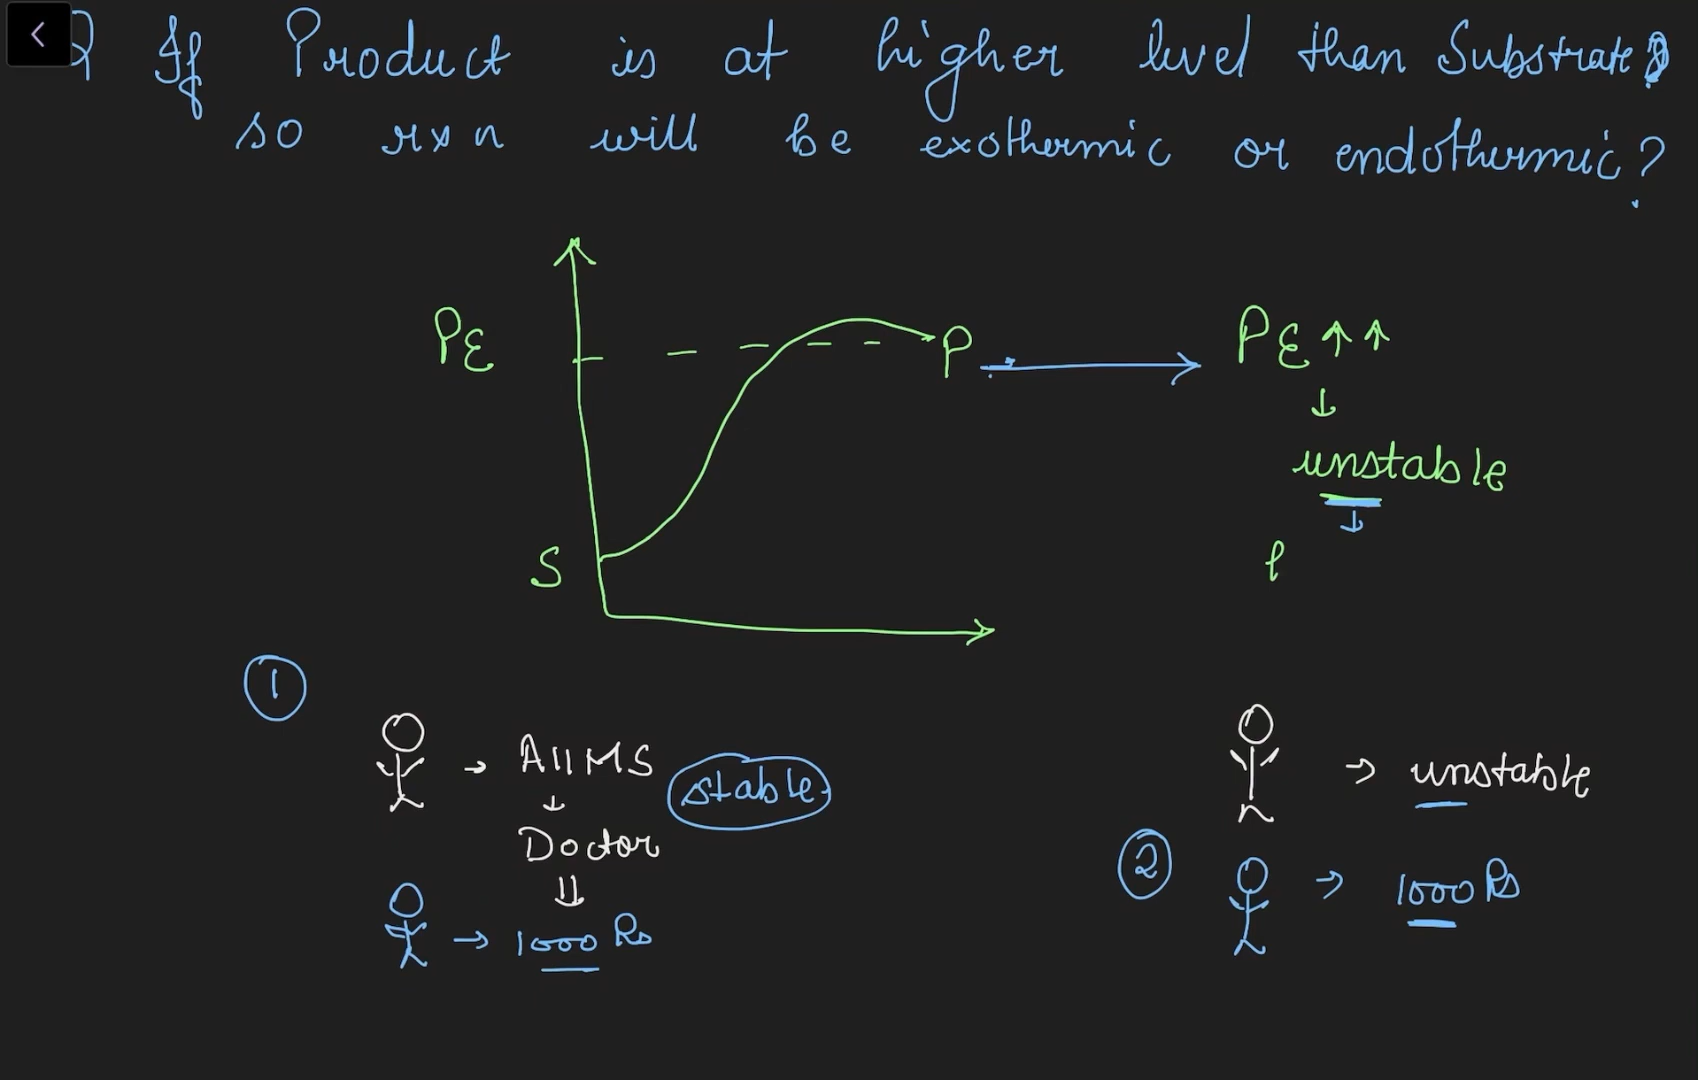 Q If Product is at higher level than Substrate
so rxn will be exothermic or endothermic?
PE
P
PE ↑↑
↓
unstable
↓
S
①
→ AIIMS
stable
↓
Doctor
⇓
→ 1000 Rs
→ unstable
②
→ 1000 Rs